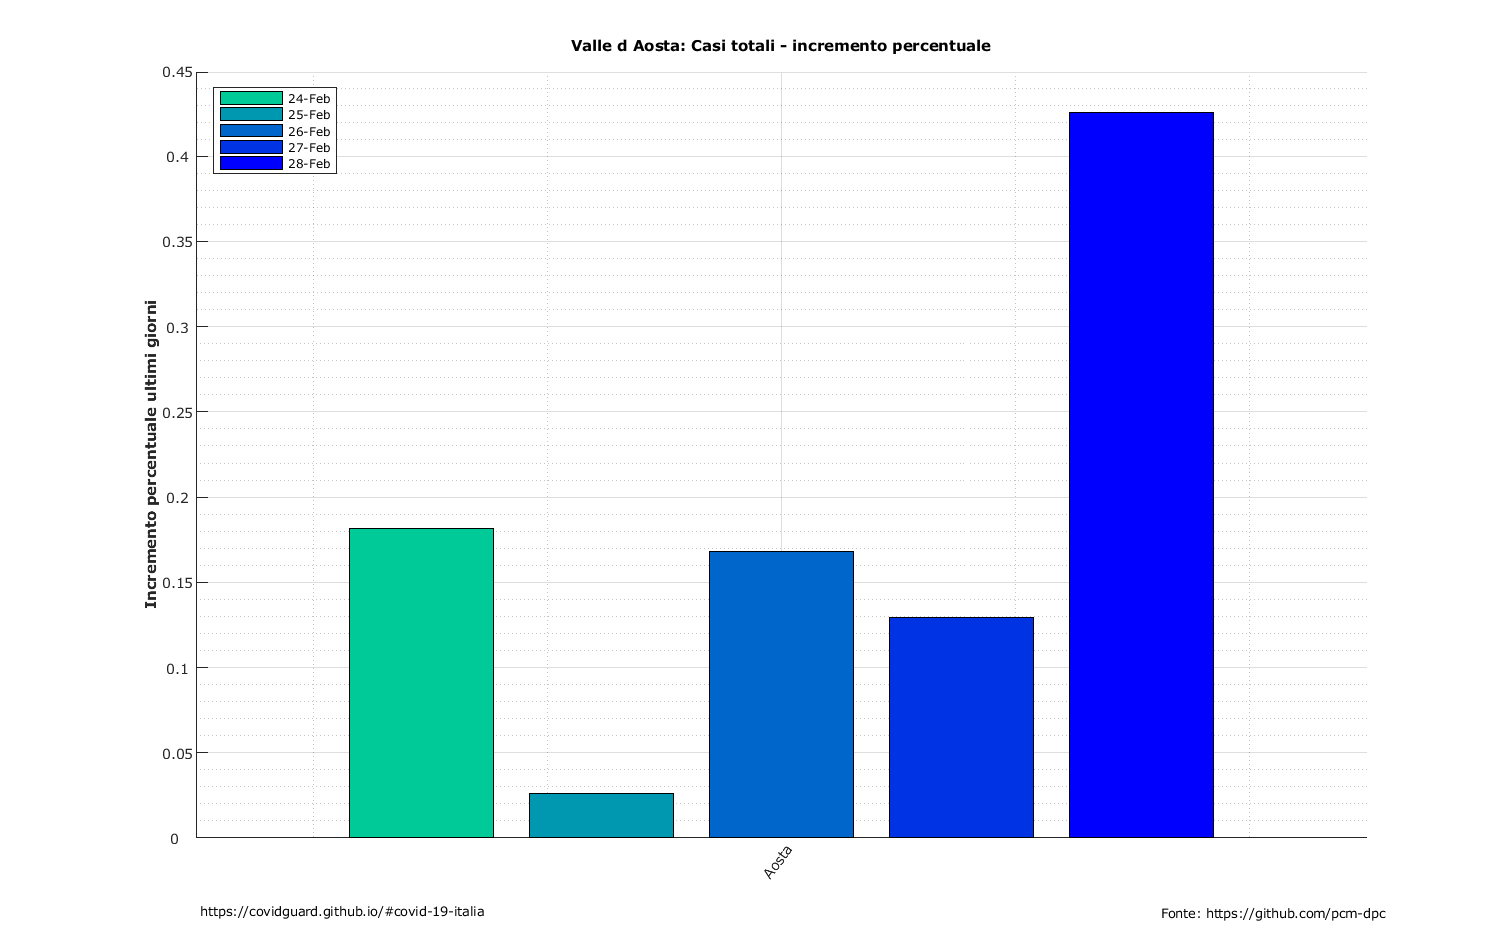 Valle d Aosta: Casi totali - incremento percentuale
0.45
0.4
0.35
0.3
0.25
0.2
0.15
0.1
0.05
0
Incremento percentuale ultimi giorni
24-Feb
25-Feb
26-Feb
27-Feb
28-Feb
Aosta
https://covidguard.github.io/#covid-19-italia
Fonte: https://github.com/pcm-dpc